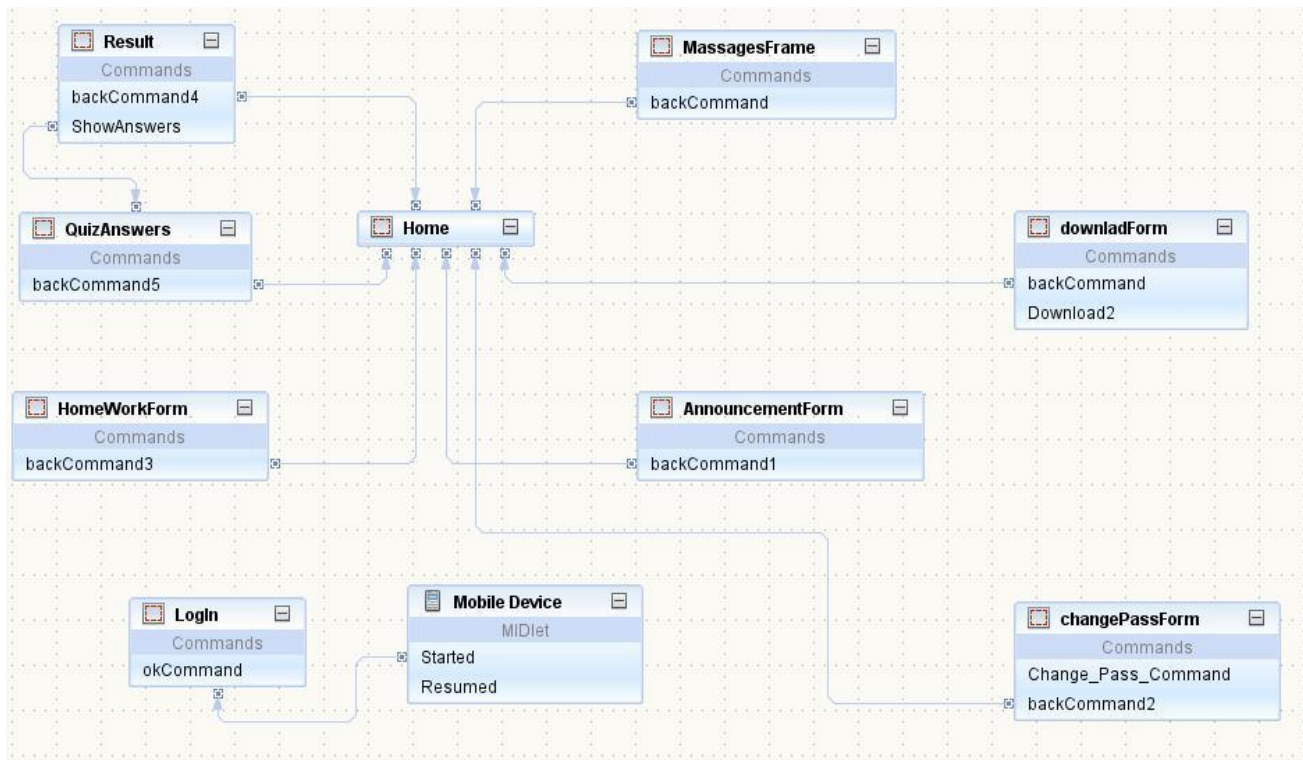 Result
Commands
backCommand4
ShowAnswers
MassagesFrame
Commands
backCommand
QuizAnswers
Commands
backCommand5
Home
downladForm
Commands
backCommand
Download2
HomeWorkForm
Commands
backCommand3
AnnouncementForm
Commands
backCommand1
LogIn
Commands
okCommand
Mobile Device
MIDlet
Started
Resumed
changePassForm
Commands
Change_Pass_Command
backCommand2